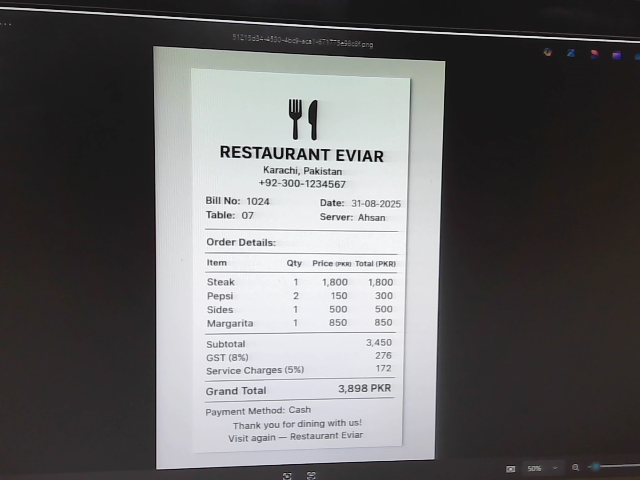 RESTAURANT EVIAR
Karachi, Pakistan
+92-300-1234567
Bill No: 1024 Date: 31-08-2025
Table: 07 Server: Ahsan
Order Details:
Item Qty Price (PKR) Total (PKR)
Steak 1 1,800 1,800
Pepsi 2 150 300
Sides 1 500 500
Margarita 1 850 850
Subtotal 3,450
GST (8%) 276
Service Charges (5%) 172
Grand Total 3,898 PKR
Payment Method: Cash
Thank you for dining with us!
Visit again — Restaurant Eviar
50%